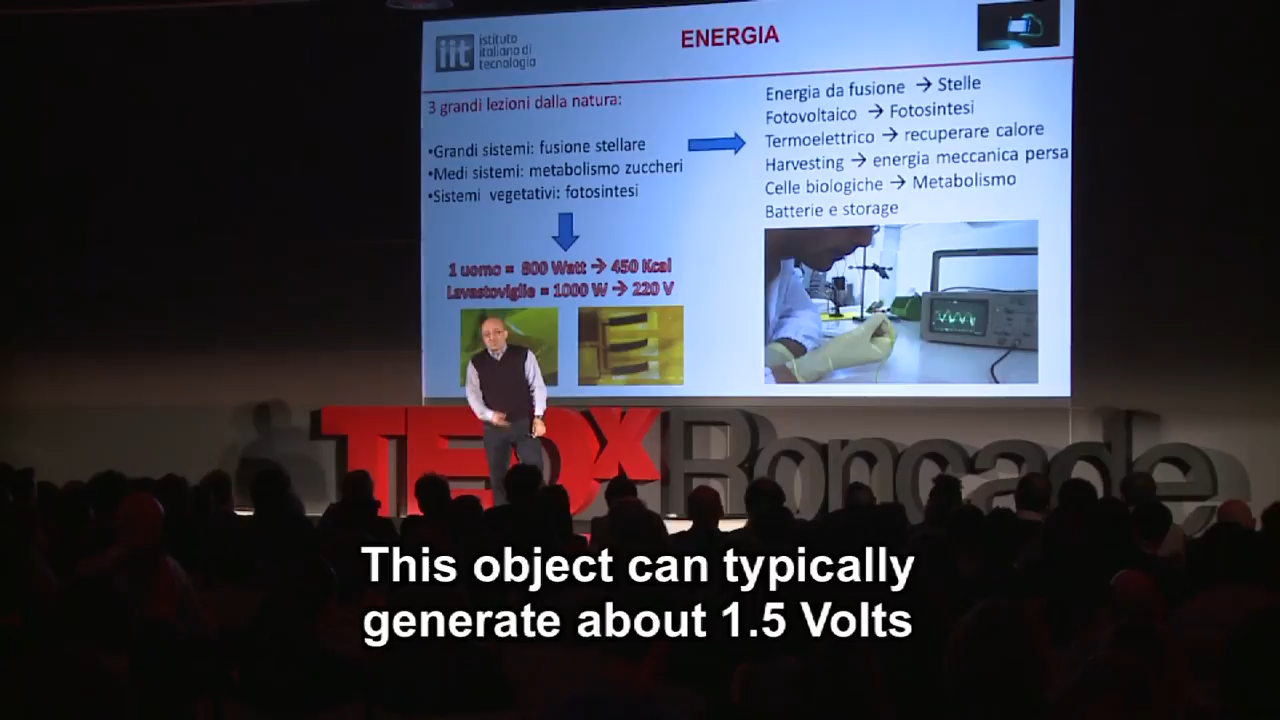 iit
istituto
italiano di
tecnologia
ENERGIA
3 grandi lezioni dalla natura:
•Grandi sistemi: fusione stellare
•Medi sistemi: metabolismo zuccheri
•Sistemi vegetativi: fotosintesi
1 uomo = 800 Watt → 450 Kcal
Lavastoviglie = 1000 W → 220 V
Energia da fusione → Stelle
Fotovoltaico → Fotosintesi
Termoelettrico → recuperare calore
Harvesting → energia meccanica persa
Celle biologiche → Metabolismo
Batterie e storage
TEDxRoncade
This object can typically
generate about 1.5 Volts